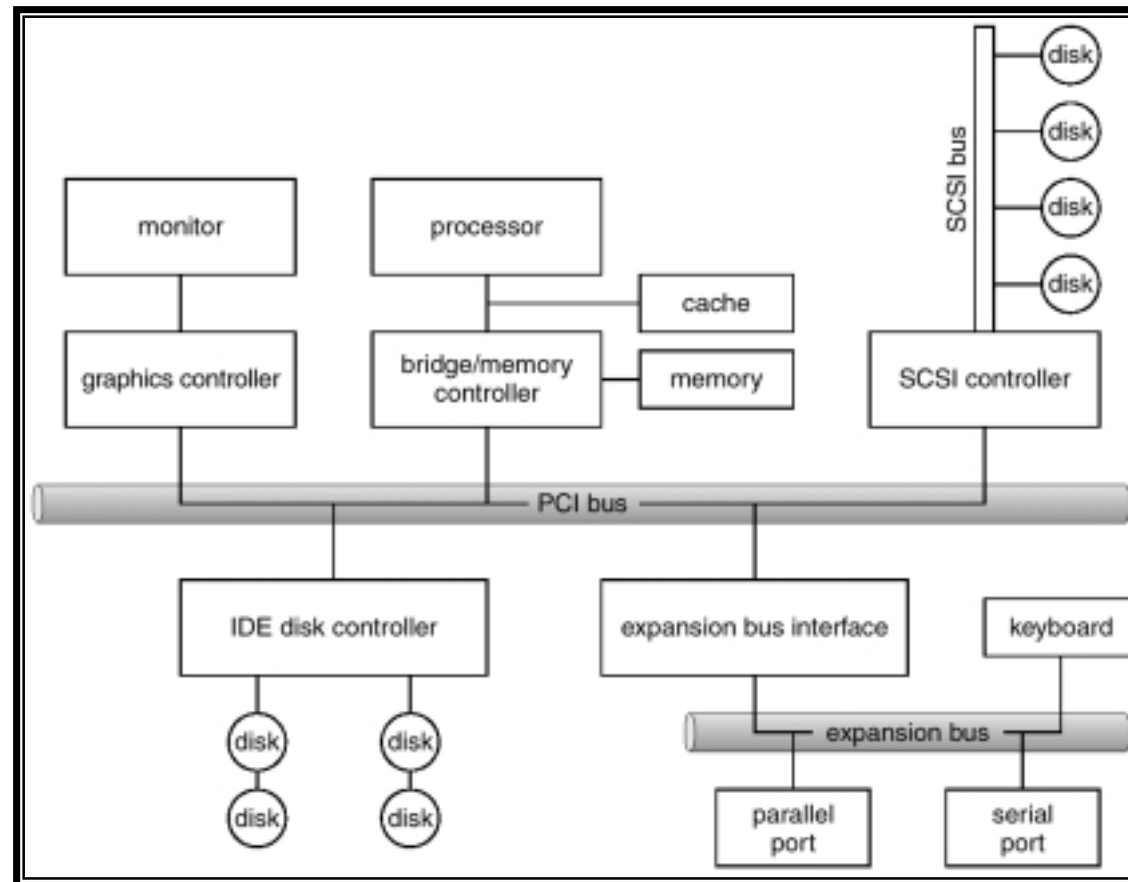 disk
disk
disk
disk
SCSI bus
monitor
processor
cache
graphics controller
bridge/memory
controller
memory
SCSI controller
PCI bus
IDE disk controller
expansion bus interface
keyboard
disk
disk
expansion bus
disk
disk
parallel
port
serial
port